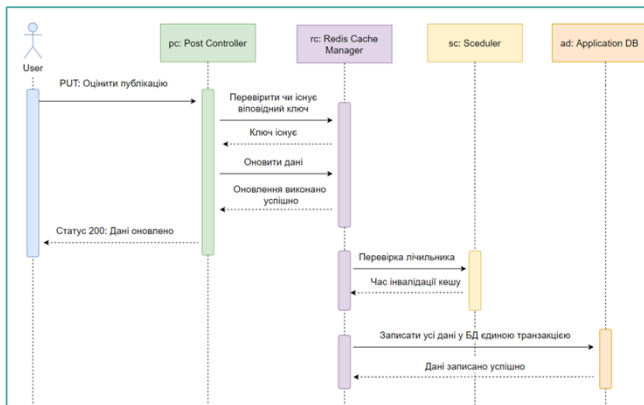 User
pc: Post Controller
rc: Redis Cache
Manager
sc: Sceduler
ad: Application DB
PUT: Оцінити публікацію
Перевірити чи існує
віповідний ключ
Ключ існує
Оновити дані
Оновлення виконано
успішно
Статус 200: Дані оновлено
Перевірка лічильника
Час інвалідації кешу
Записати усі дані у БД єдиною транзакцією
Дані записано успішно